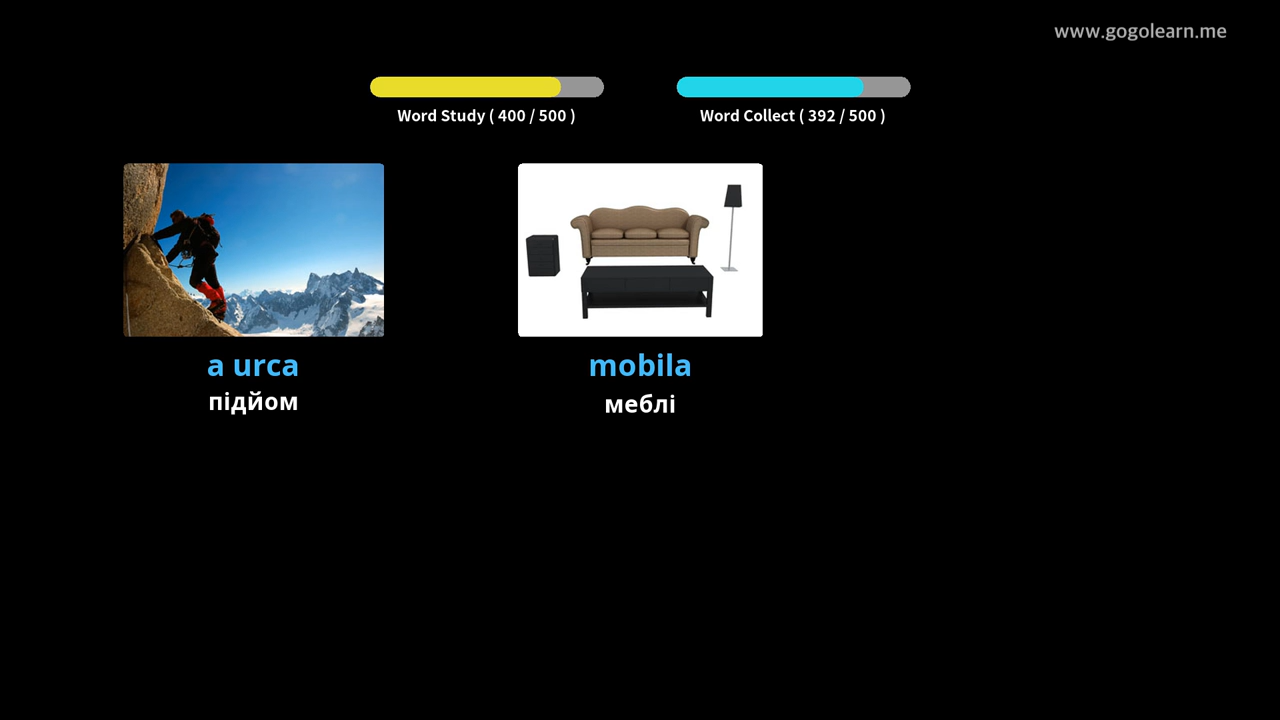 www.gogolearn.me
Word Study ( 400 / 500 )
Word Collect ( 392 / 500 )
a urca
підйом
mobila
меблі